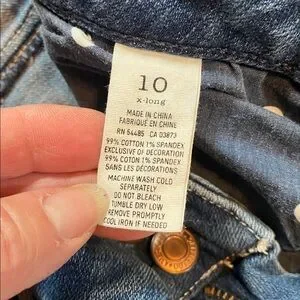 10
x-long
MADE IN CHINA
FABRIQUÉ EN CHINE
RN 54485 CA 03873
99% COTTON 1% SPANDEX
EXCLUSIVE OF DECORATION
99% COTTON 1% SPANDEX
SANS LES DÉCORATIONS
MACHINE WASH COLD
SEPARATELY
DO NOT BLEACH
TUMBLE DRY LOW
REMOVE PROMPTLY
COOL IRON IF NEEDED